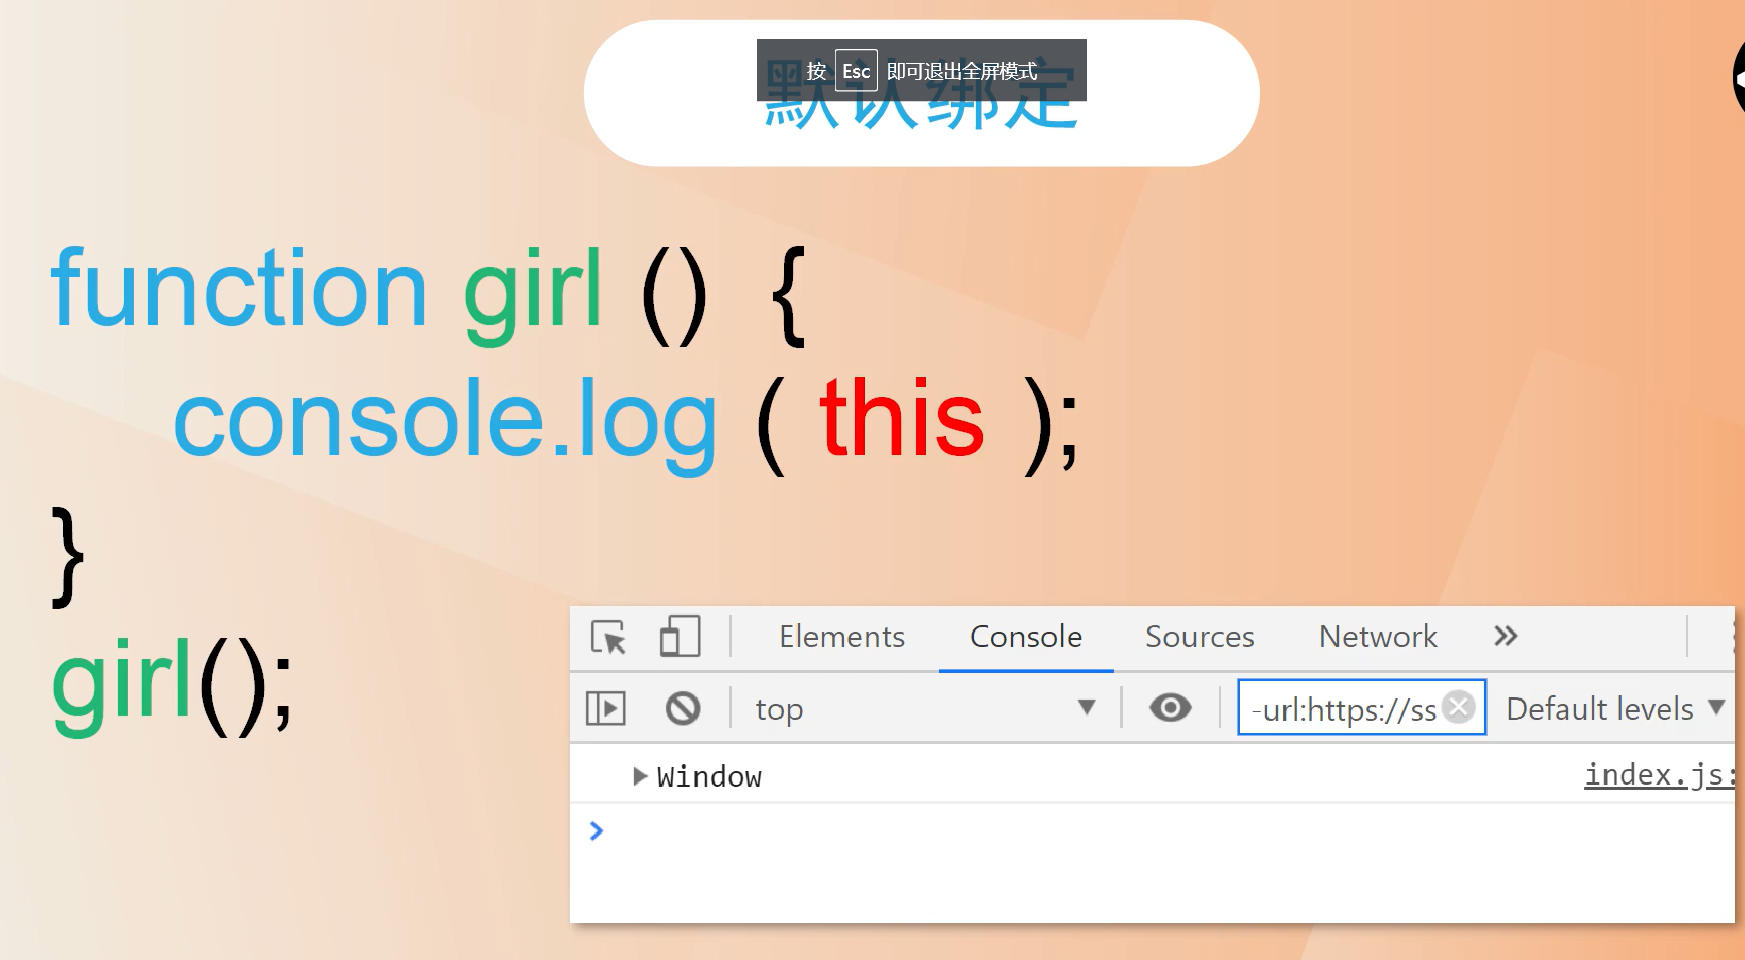 按 Esc 即可退出全屏模式
默认绑定
function girl () {
console.log ( this );
}
girl();
Elements Console Sources Network »
top -url:https://ss Default levels
Window index.js: